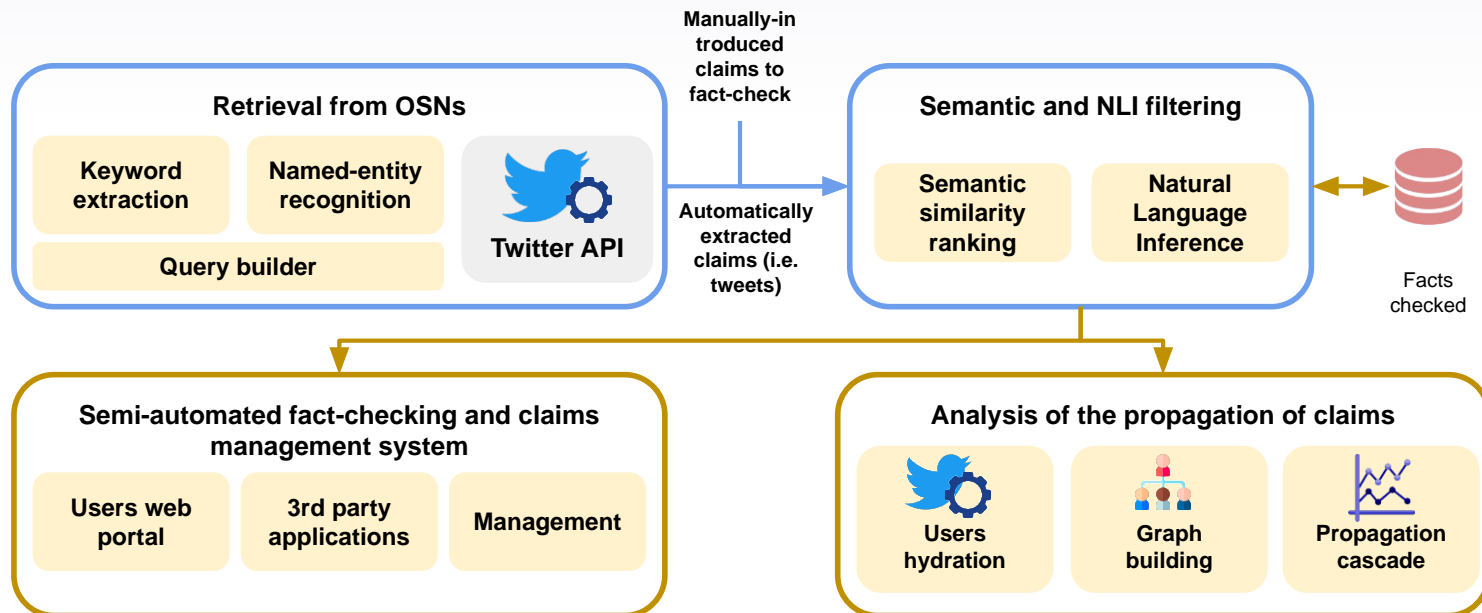 Manually-in
troduced
claims to
fact-check
Retrieval from OSNs
Keyword
extraction
Named-entity
recognition
Query builder
Twitter API
Automatically
extracted
claims (i.e.
tweets)
Semantic and NLI filtering
Semantic
similarity
ranking
Natural
Language
Inference
Facts
checked
Semi-automated fact-checking and claims
management system
Users web
portal
3rd party
applications
Management
Analysis of the propagation of claims
Users
hydration
Graph
building
Propagation
cascade